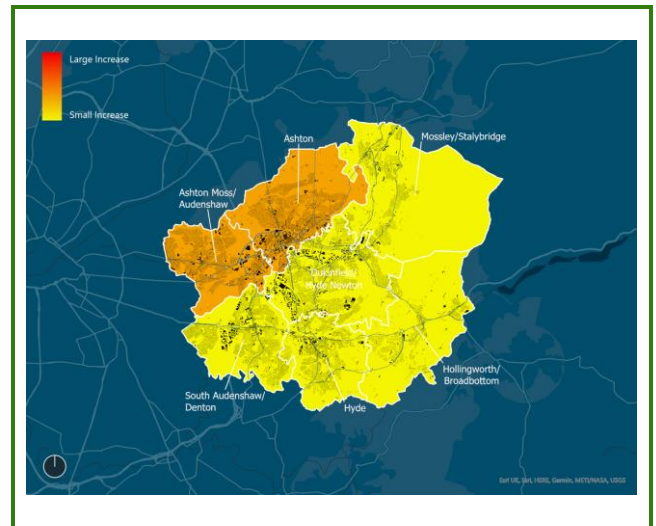 Large Increase
Small Increase
Ashton
Mossley/Stalybridge
Ashton Moss/
Audenshaw
Dukinfield/
Hyde Newton
Hollingworth/
Broadbottom
South Audenshaw/
Denton
Hyde
Esri UK, Esri, HERE, Garmin, METI/NASA, USGS